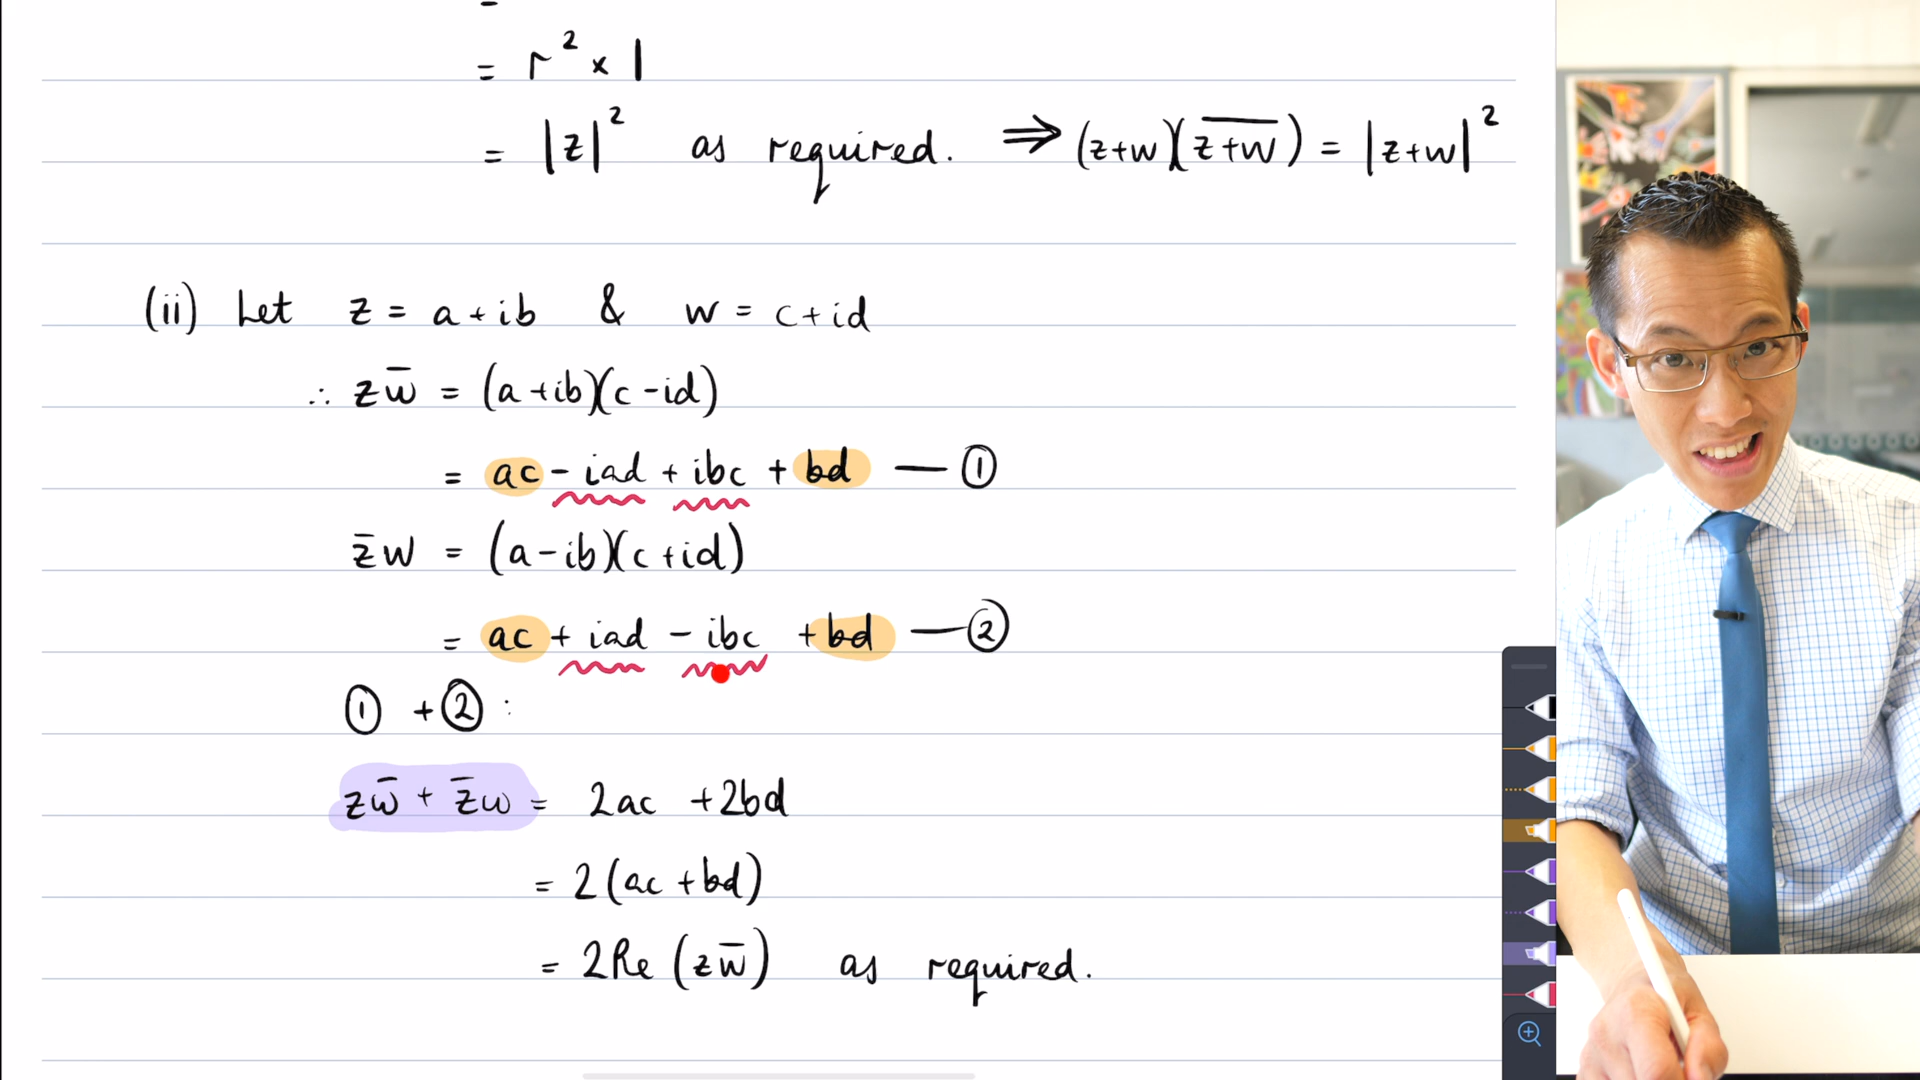 = r² × 1
= |z|² as required. ⇒ (z+w)(z̅+̅w̅) = |z+w|²
(ii) Let z = a + ib & w = c + id
∴ zw̅ = (a + ib)(c - id)
= ac - iad + ibc + bd — ①
z̅w = (a - ib)(c + id)
= ac + iad - ibc + bd — ②
① + ② :
zw̅ + z̅w = 2ac + 2bd
= 2(ac + bd)
= 2Re(zw̅) as required.